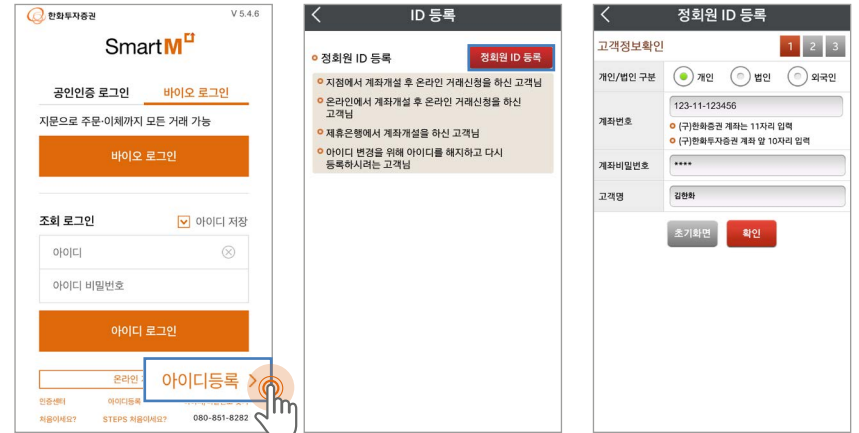 한화투자증권
V 5.4.6
SmartM
공인인증 로그인 바이오 로그인
지문으로 주문·이체까지 모든 거래 가능
바이오 로그인
조회 로그인 아이디 저장
아이디
아이디 비밀번호
아이디 로그인
온라인
아이디등록 >
인증센터 아이디등록
처음이세요? STEPS 처음이세요? 080-851-8282
ID 등록
정회원 ID 등록 정회원 ID 등록
지점에서 계좌개설 후 온라인 거래신청을 하신 고객님
온라인에서 계좌개설 후 온라인 거래신청을 하신
고객님
제휴은행에서 계좌개설을 하신 고객님
아이디 변경을 위해 아이디를 해지하고 다시
등록하시려는 고객님
정회원 ID 등록
고객정보확인 1 2 3
개인/법인 구분 개인 법인 외국인
계좌번호
123-11-123456
(구)한화증권 계좌는 11자리 입력
(구)한화투자증권 계좌 앞 10자리 입력
계좌비밀번호 ****
고객명 김한화
초기화면 확인